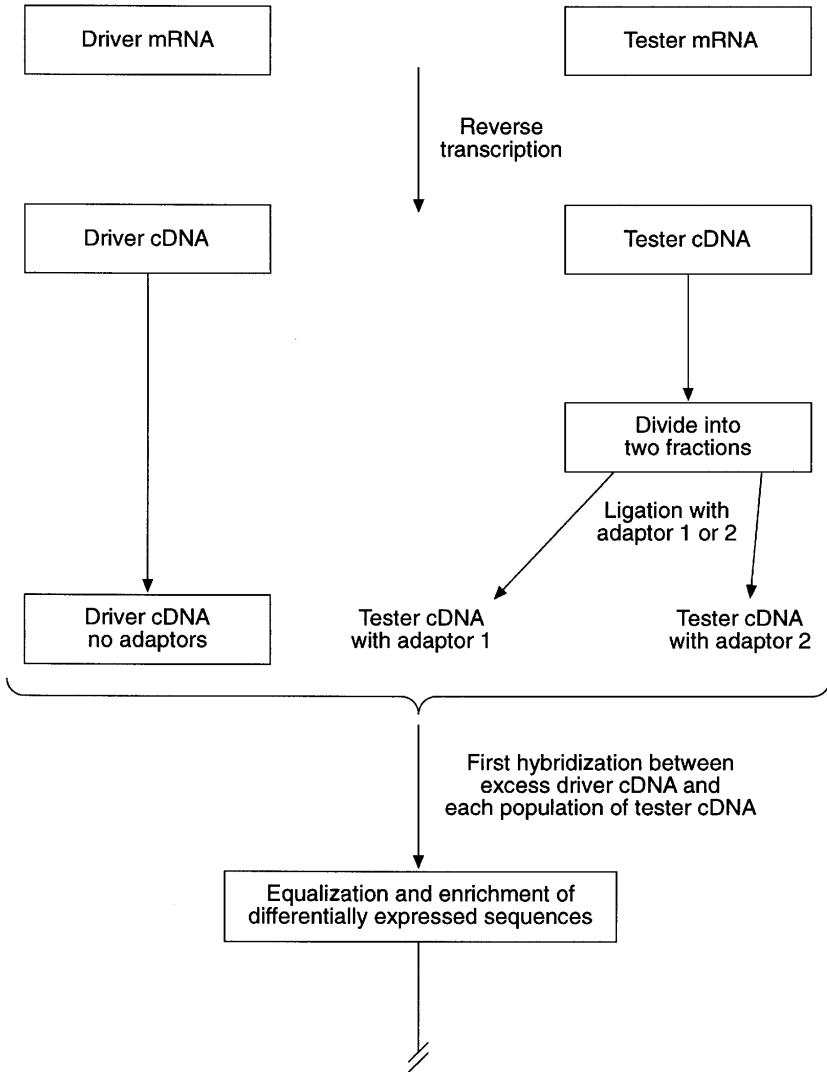 Driver mRNA
Tester mRNA
Reverse
transcription
Driver cDNA
Tester cDNA
Divide into
two fractions
Ligation with
adaptor 1 or 2
Driver cDNA
no adaptors
Tester cDNA
with adaptor 1
Tester cDNA
with adaptor 2
First hybridization between
excess driver cDNA and
each population of tester cDNA
Equalization and enrichment of
differentially expressed sequences